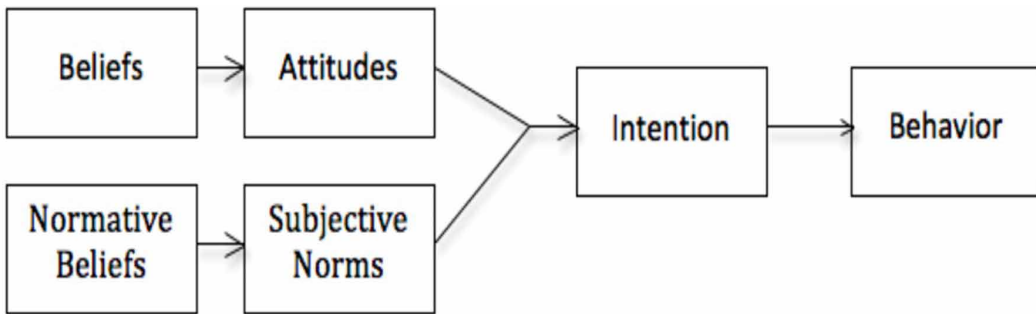 Beliefs
Attitudes
Intention
Behavior
Normative
Beliefs
Subjective
Norms